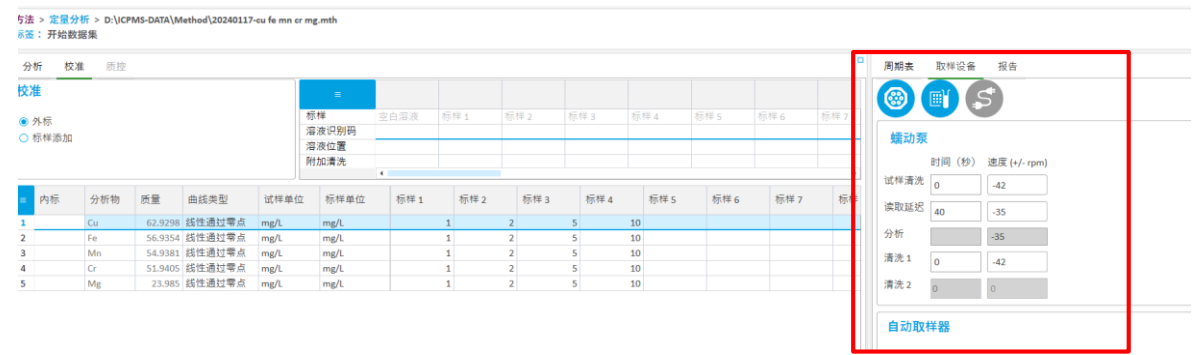 方法 > 定量分析 > D:\ICPMS-DATA\Method\20240117-cu fe mn cr mg.mth
标签： 开始数据集
分析 校准 质控
校准
外标
标样添加
标样 空白溶液 标样 1 标样 2 标样 3 标样 4 标样 5 标样 6 标样 7
溶液识别码
溶液位置
附加清洗
内标 分析物 质量 曲线类型 试样单位 标样单位 标样 1 标样 2 标样 3 标样 4 标样 5 标样 6 标样 7 标样
1 Cu 62.9298 线性通过零点 mg/L mg/L 1 2 5 10
2 Fe 56.9354 线性通过零点 mg/L mg/L 1 2 5 10
3 Mn 54.9381 线性通过零点 mg/L mg/L 1 2 5 10
4 Cr 51.9405 线性通过零点 mg/L mg/L 1 2 5 10
5 Mg 23.985 线性通过零点 mg/L mg/L 1 2 5 10
周期表 取样设备 报告
蠕动泵
时间（秒） 速度 (+/- rpm)
试样清洗 0 -42
读取延迟 40 -35
分析 -35
清洗 1 0 -42
清洗 2 0 0
自动取样器